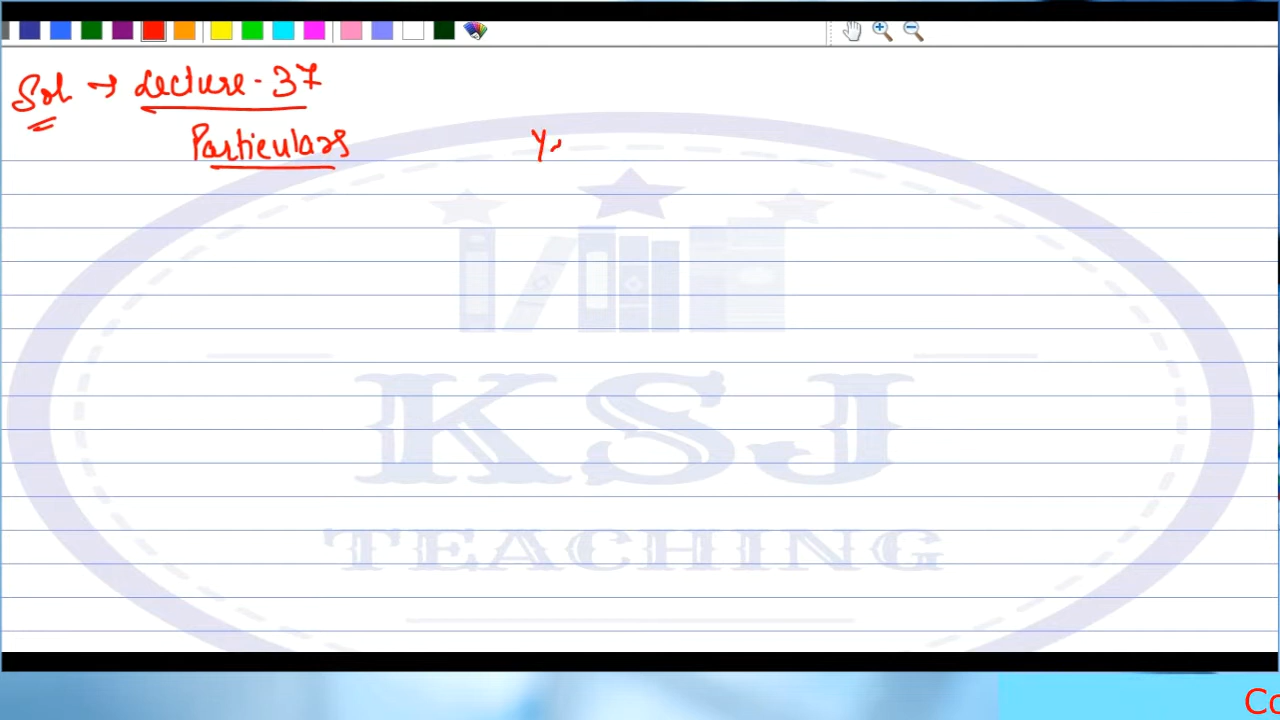 Sol → Lecture - 37
Particulars
KSJ
TEACHING